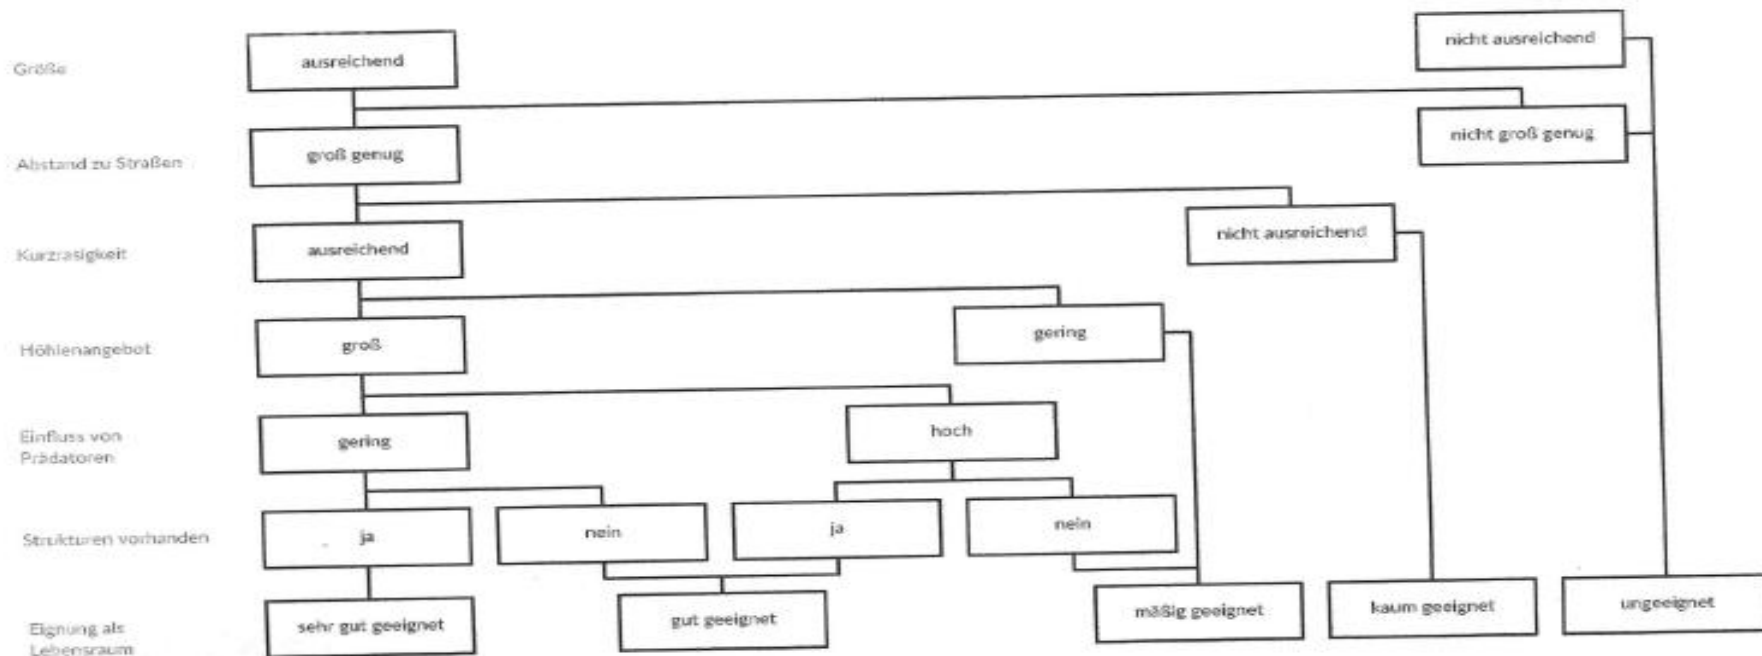 Größe
ausreichend
nicht ausreichend
Abstand zu Straßen
groß genug
nicht groß genug
Kurzrasigkeit
ausreichend
nicht ausreichend
Höhlenangebot
groß
gering
Einfluss von
Prädatoren
gering
hoch
Strukturen vorhanden
ja
nein
ja
nein
Eignung als
Lebensraum
sehr gut geeignet
gut geeignet
mäßig geeignet
kaum geeignet
ungeeignet